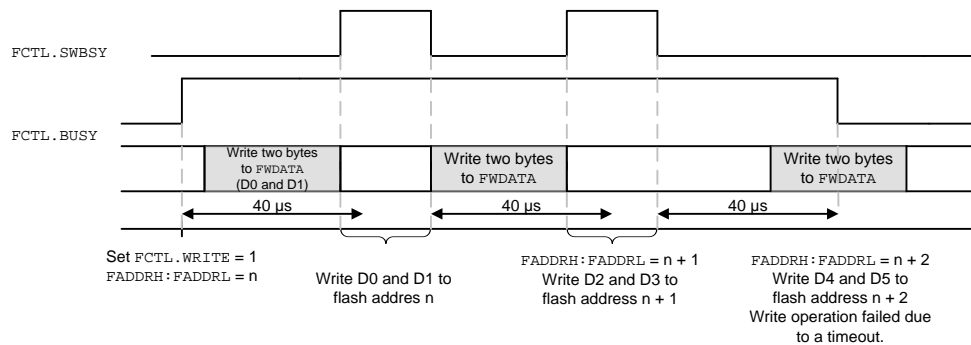 FCTL.SWBSY
FCTL.BUSY
Write two bytes
to FWDATA
(D0 and D1)
Write two bytes
to FWDATA
Write two bytes
to FWDATA
40 µs
40 µs
40 µs
Set FCTL.WRITE = 1
FADDRH:FADDRL = n
Write D0 and D1 to
flash addres n
FADDRH:FADDRL = n + 1
Write D2 and D3 to
flash address n + 1
FADDRH:FADDRL = n + 2
Write D4 and D5 to
flash address n + 2
Write operation failed due
to a timeout.